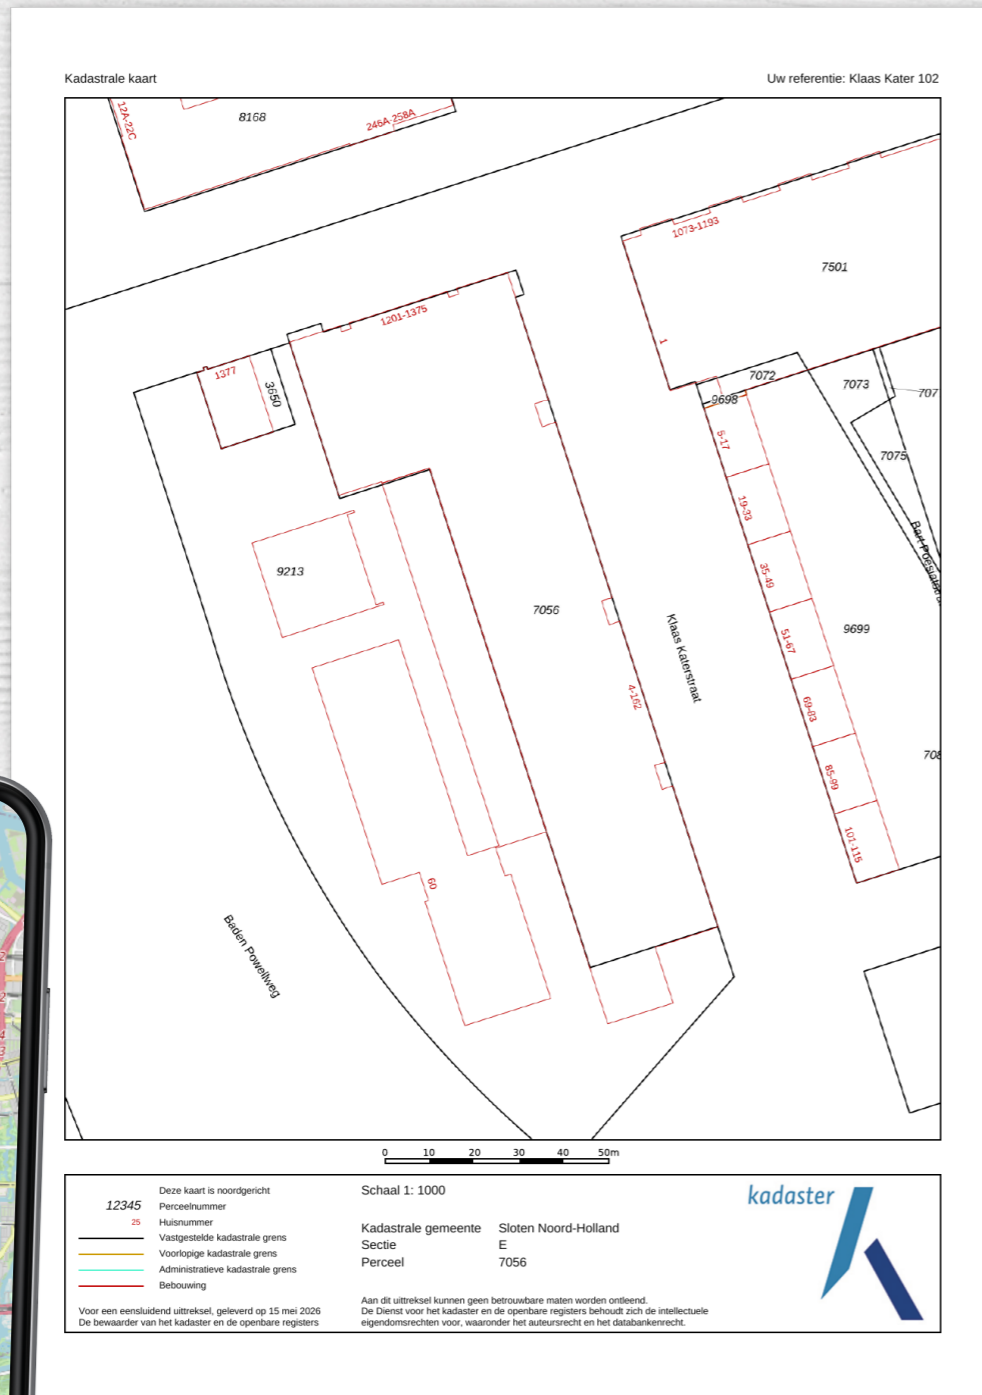 Kadastrale kaart
Uw referentie: Klaas Kater 102
12A-22C
8168
246A-258A
1073-1193
7501
1201-1375
1
1377
3650
7072
7073
707
9698
5-17
7075
19-33
Bart Poesiatstraat
9213
35-49
7056
9699
51-67
Klaas Katerstraat
4-162
69-83
708
85-99
101-115
60
Baden Powellweg
0 10 20 30 40 50m
Deze kaart is noordgericht
12345 Perceelnummer
25 Huisnummer
Vastgestelde kadastrale grens
Voorlopige kadastrale grens
Administratieve kadastrale grens
Bebouwing
Voor een eensluidend uittreksel, geleverd op 15 mei 2026
De bewaarder van het kadaster en de openbare registers
Schaal 1: 1000
Kadastrale gemeente Sloten Noord-Holland
Sectie E
Perceel 7056
Aan dit uittreksel kunnen geen betrouwbare maten worden ontleend.
De Dienst voor het kadaster en de openbare registers behoudt zich de intellectuele
eigendomsrechten voor, waaronder het auteursrecht en het databankenrecht.
kadaster